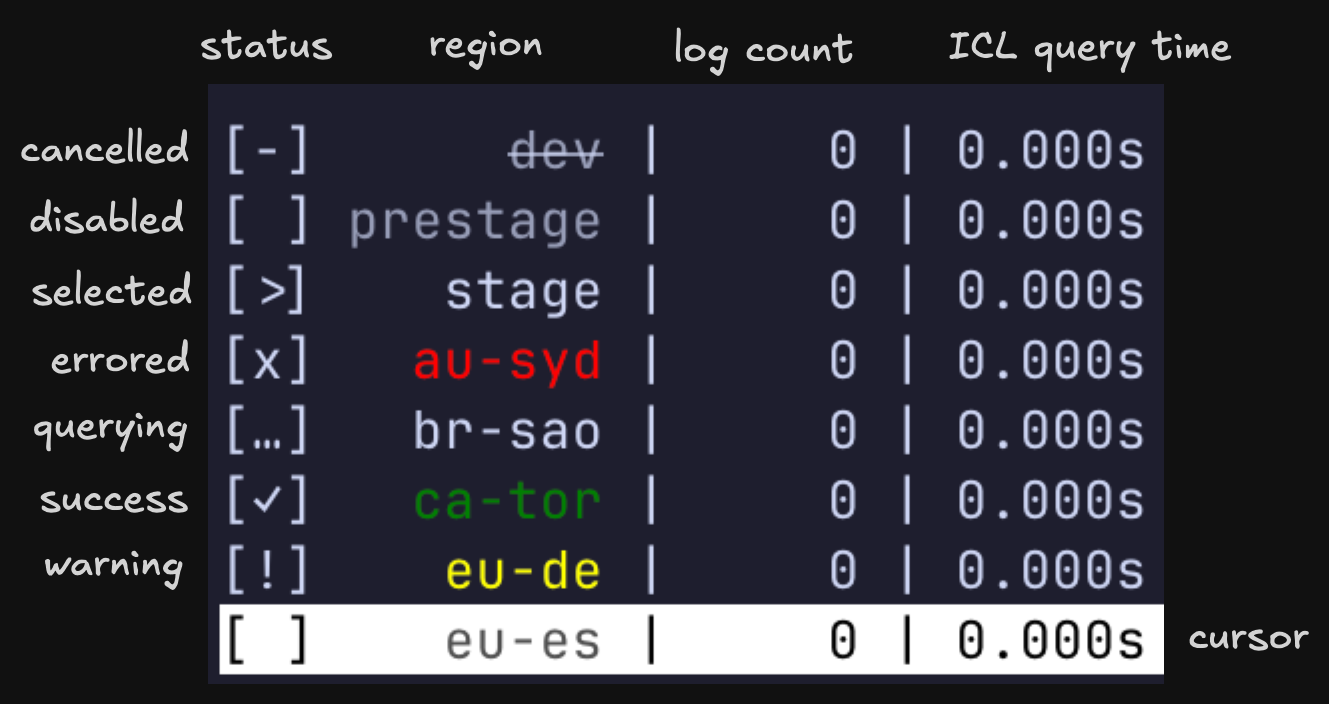 status region log count ICL query time
cancelled [-] dev | 0 | 0.000s
disabled [ ] prestage | 0 | 0.000s
selected [>] stage | 0 | 0.000s
errored [x] au-syd | 0 | 0.000s
querying […] br-sao | 0 | 0.000s
success [✓] ca-tor | 0 | 0.000s
warning [!] eu-de | 0 | 0.000s
[ ] eu-es | 0 | 0.000s cursor